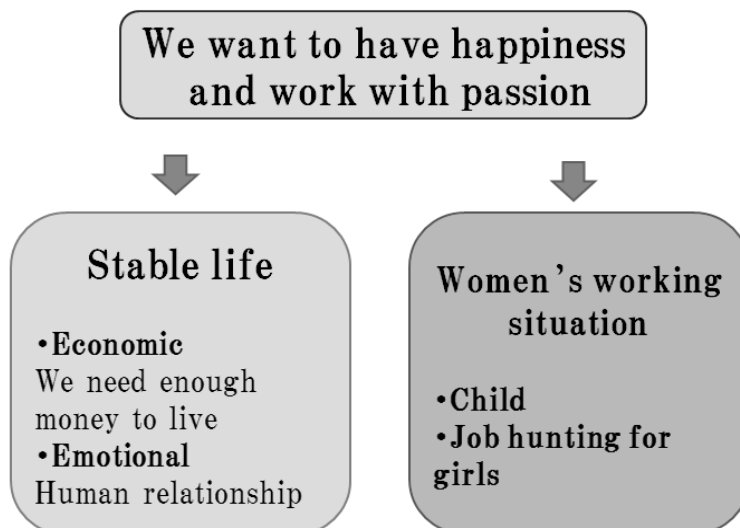 We want to have happiness
and work with passion
Stable life
•Economic
We need enough
money to live
•Emotional
Human relationship
Women’s working
situation
•Child
•Job hunting for
girls